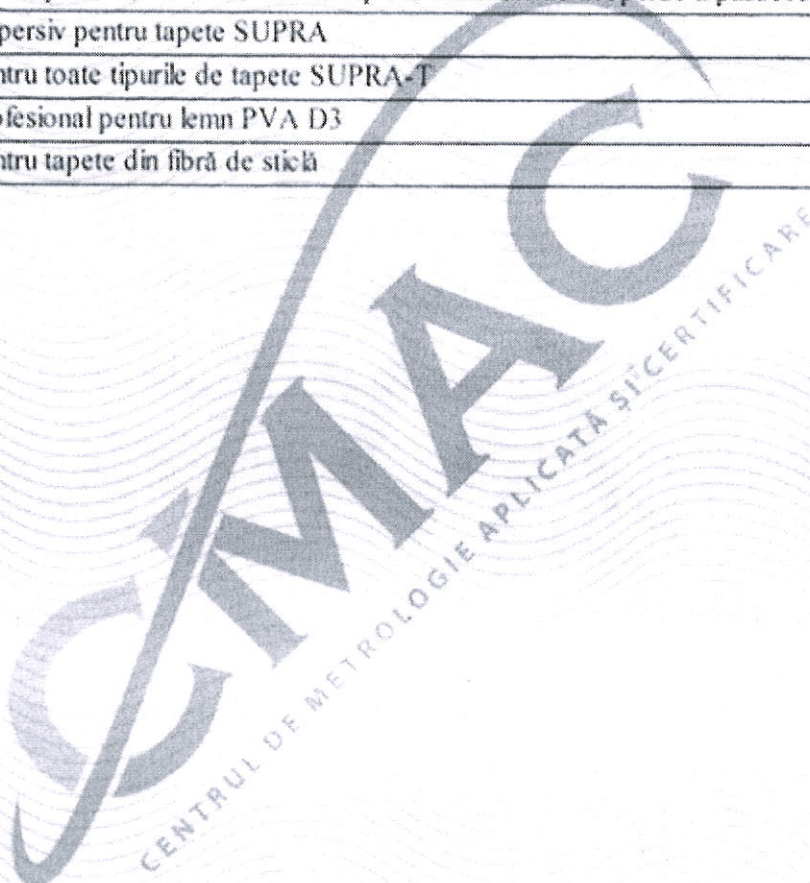 persiv pentru tapete SUPRA
ntru toate tipurile de tapete SUPRA-T
ofesional pentru lemn PVA D3
ntru tapete din fibră de sticlă
CMAC
CENTRUL DE METROLOGIE APLICATĂ ȘI CERTIFICARE